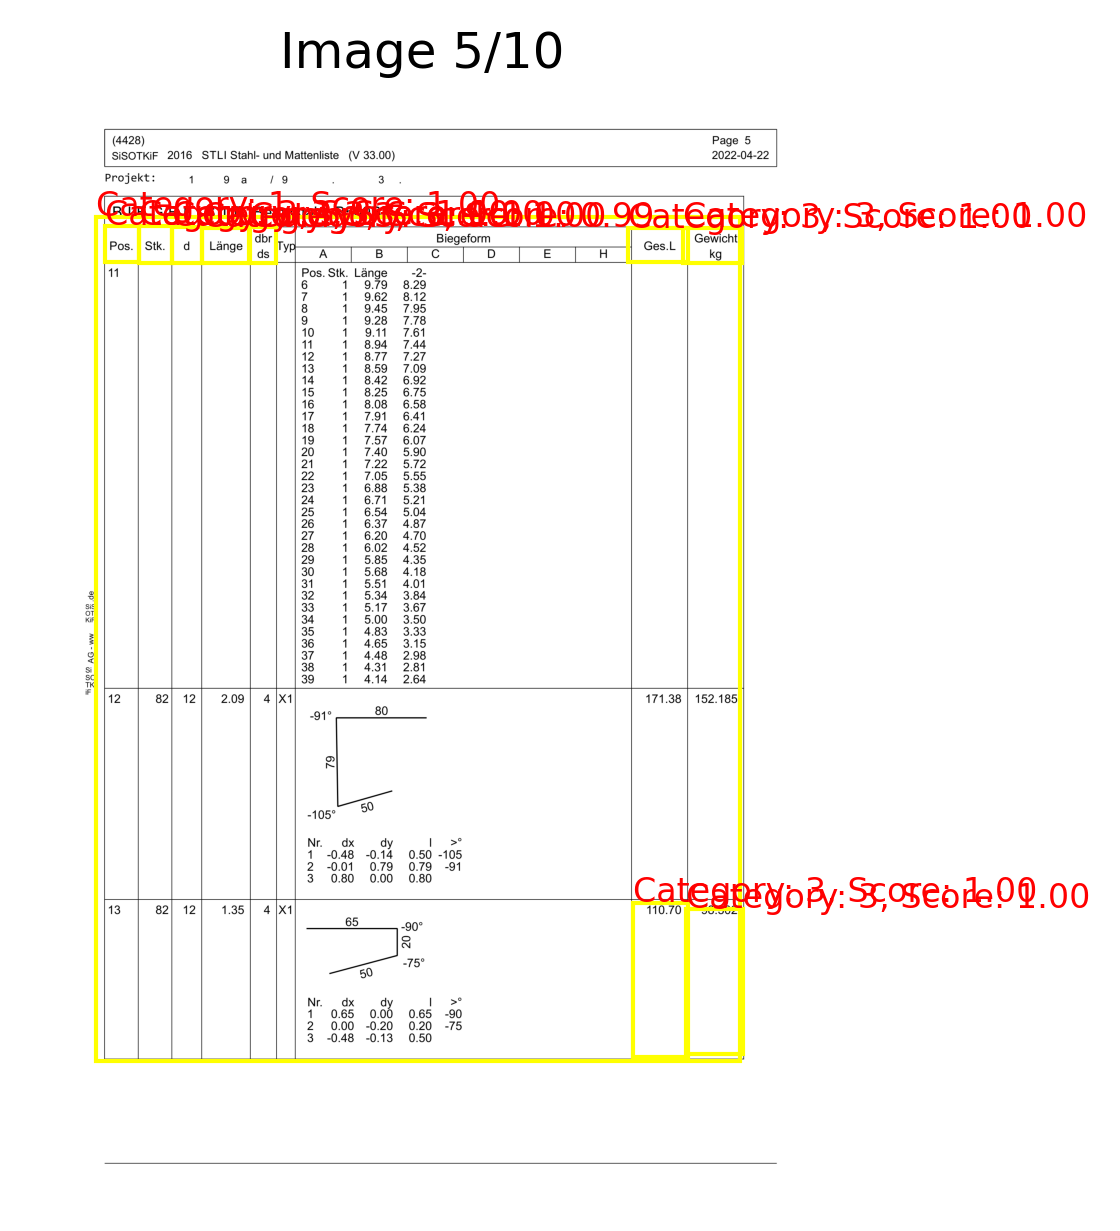 Image 5/10
(4428)
Page 5
SiSOTKiF 2016 STLI Stahl- und Mattenliste (V 33.00)
2022-04-22
Projekt: 1 9 a / 9 . 3 .
Category: 1, Score: 1.00
Category: 3, Score: 1.00
Category: 3, Score: 1.00
Pos. Stk. d Länge dbr ds Typ Biegeform Ges.L Gewicht kg
A B C D E H
11 Pos. Stk. Länge -2-
6 1 9.79 8.29
7 1 9.62 8.12
8 1 9.45 7.95
9 1 9.28 7.78
10 1 9.11 7.61
11 1 8.94 7.44
12 1 8.77 7.27
13 1 8.59 7.09
14 1 8.42 6.92
15 1 8.25 6.75
16 1 8.08 6.58
17 1 7.91 6.41
18 1 7.74 6.24
19 1 7.57 6.07
20 1 7.40 5.90
21 1 7.22 5.72
22 1 7.05 5.55
23 1 6.88 5.38
24 1 6.71 5.21
25 1 6.54 5.04
26 1 6.37 4.87
27 1 6.20 4.70
28 1 6.02 4.52
29 1 5.85 4.35
30 1 5.68 4.18
31 1 5.51 4.01
32 1 5.34 3.84
33 1 5.17 3.67
34 1 5.00 3.50
35 1 4.83 3.33
36 1 4.65 3.15
37 1 4.48 2.98
38 1 4.31 2.81
39 1 4.14 2.64
12 82 12 2.09 4 X1 171.38 152.185
80
-91°
79
-105°
50
Nr. dx dy l >°
1 -0.48 -0.14 0.50 -105
2 -0.01 0.79 0.79 -91
3 0.80 0.00 0.80
Category: 3, Score: 1.00
Category: 3, Score: 1.00
13 82 12 1.35 4 X1 110.70
65
-90°
20
-75°
50
Nr. dx dy l >°
1 0.65 0.00 0.65 -90
2 0.00 -0.20 0.20 -75
3 -0.48 -0.13 0.50